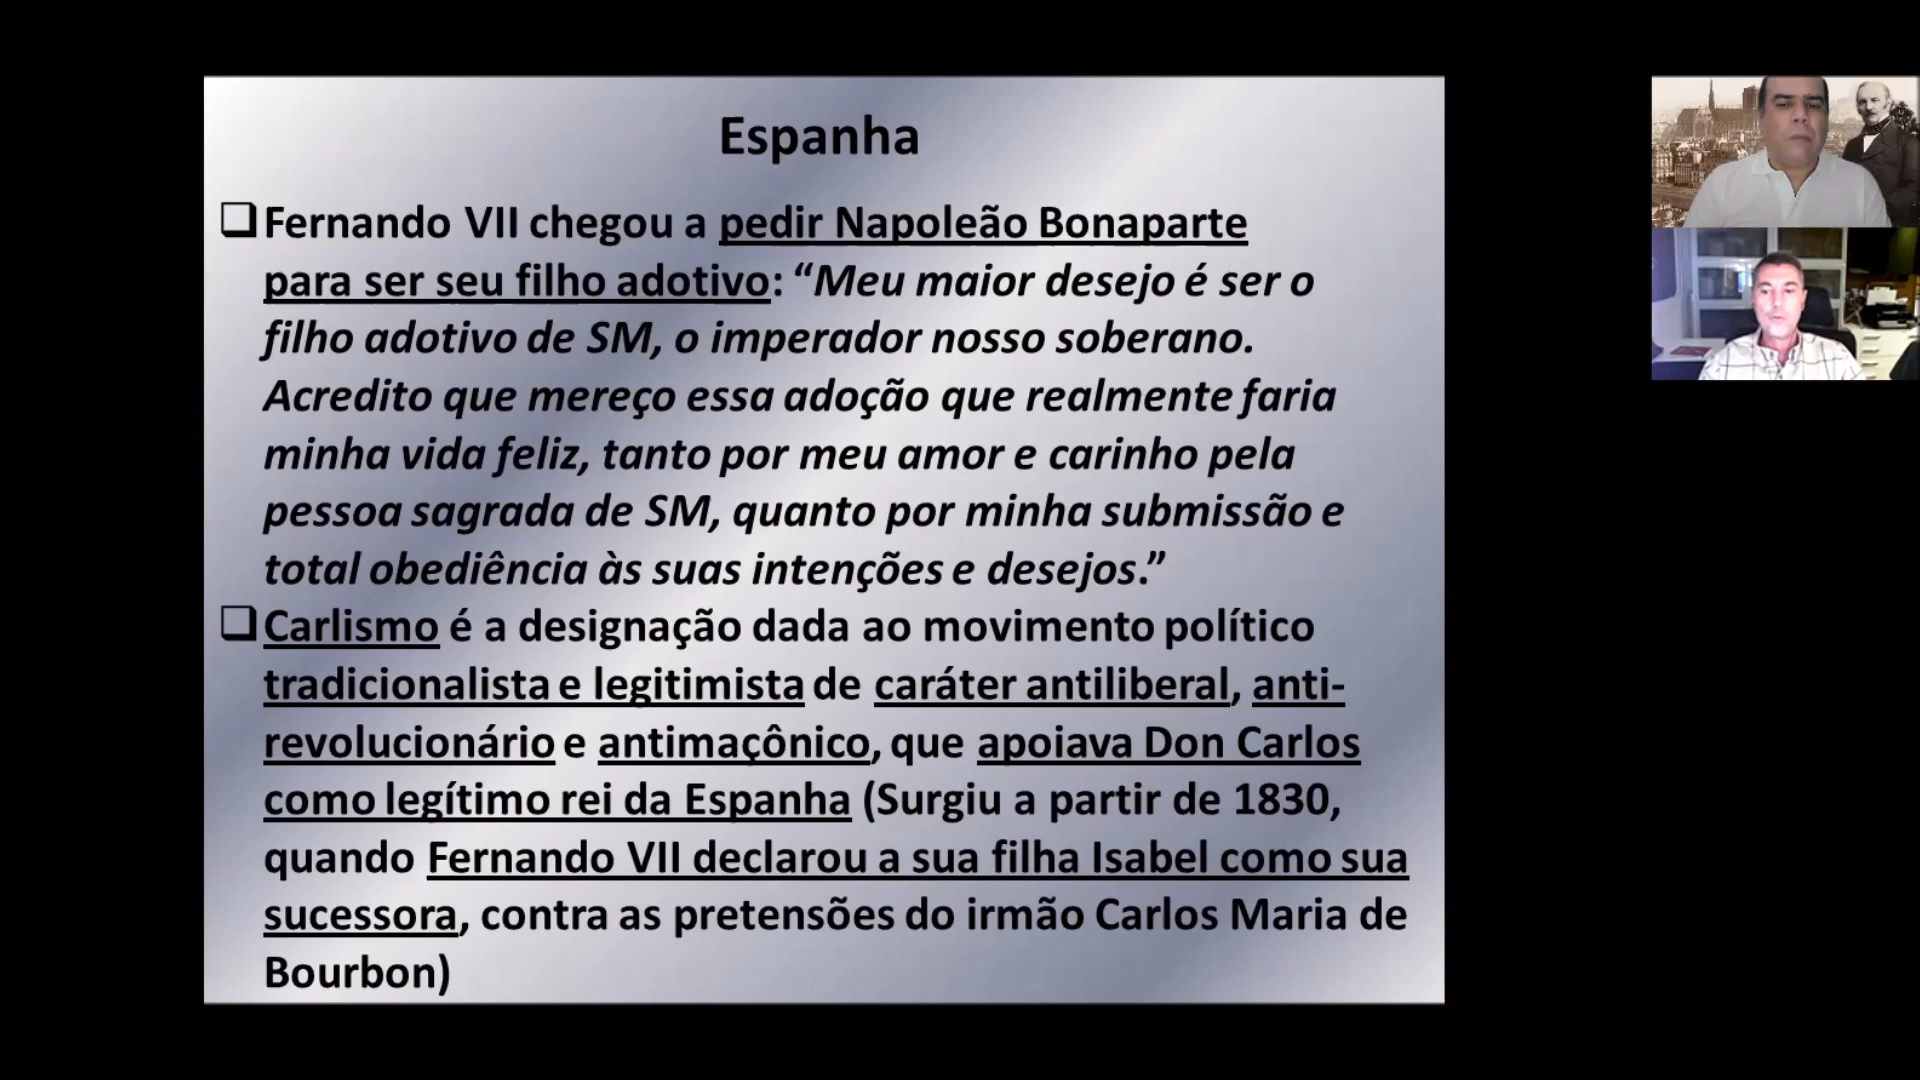 Espanha
❑Fernando VII chegou a pedir Napoleão Bonaparte
para ser seu filho adotivo: “Meu maior desejo é ser o
filho adotivo de SM, o imperador nosso soberano.
Acredito que mereço essa adoção que realmente faria
minha vida feliz, tanto por meu amor e carinho pela
pessoa sagrada de SM, quanto por minha submissão e
total obediência às suas intenções e desejos.”
❑Carlismo é a designação dada ao movimento político
tradicionalista e legitimista de caráter antiliberal, anti-
revolucionário e antimaçônico, que apoiava Don Carlos
como legítimo rei da Espanha (Surgiu a partir de 1830,
quando Fernando VII declarou a sua filha Isabel como sua
sucessora, contra as pretensões do irmão Carlos Maria de
Bourbon)